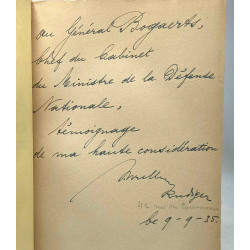 au Général Bogaerts,
Chef du Cabinet
du Ministre de la Défense
Nationale,
témoignage
de ma haute considération
Rudiger
le 9-9-35.